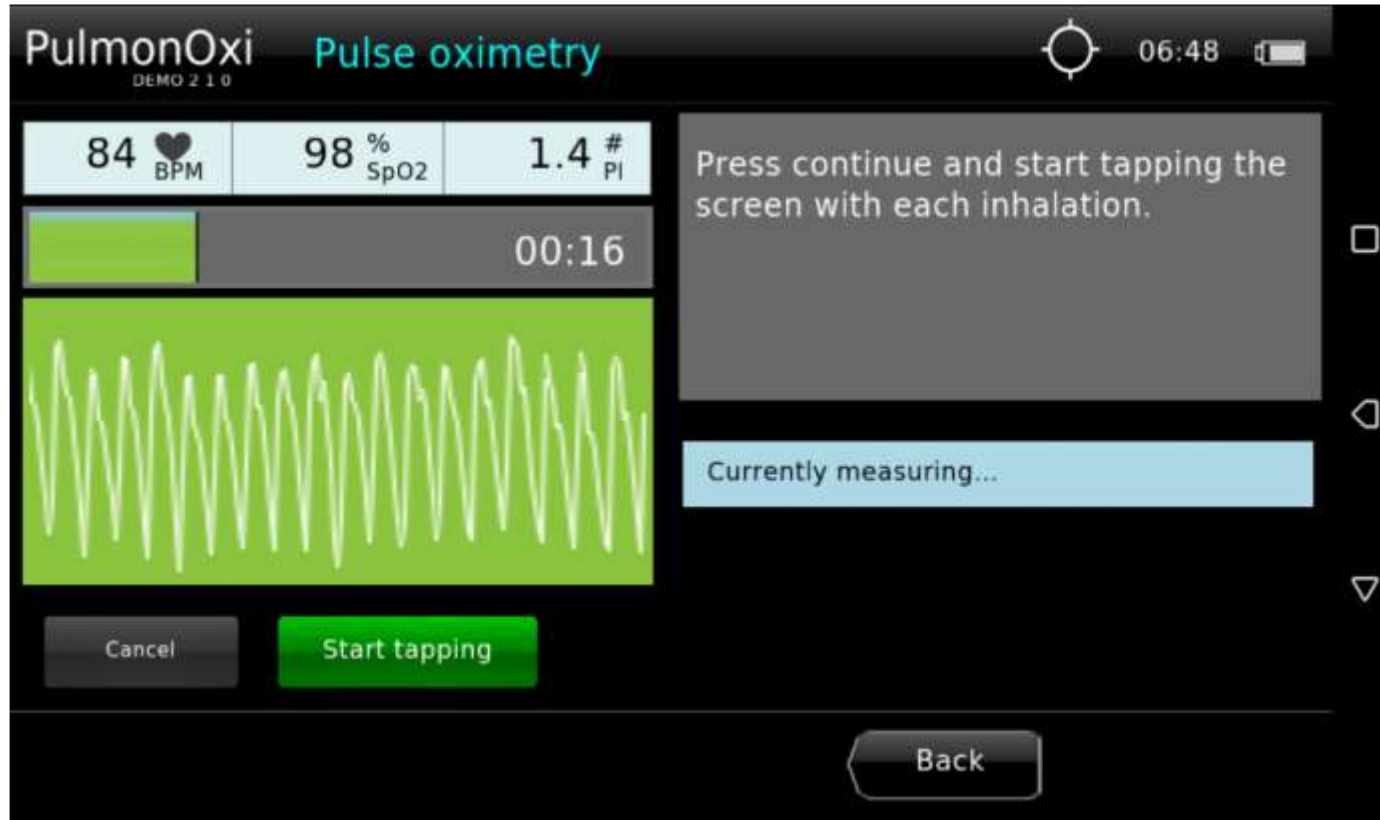 PulmonOxi
DEMO 2 1 0
Pulse oximetry
06:48
84 BPM
98 % SpO2
1.4 # PI
00:16
Press continue and start tapping the
screen with each inhalation.
Currently measuring...
Cancel
Start tapping
Back